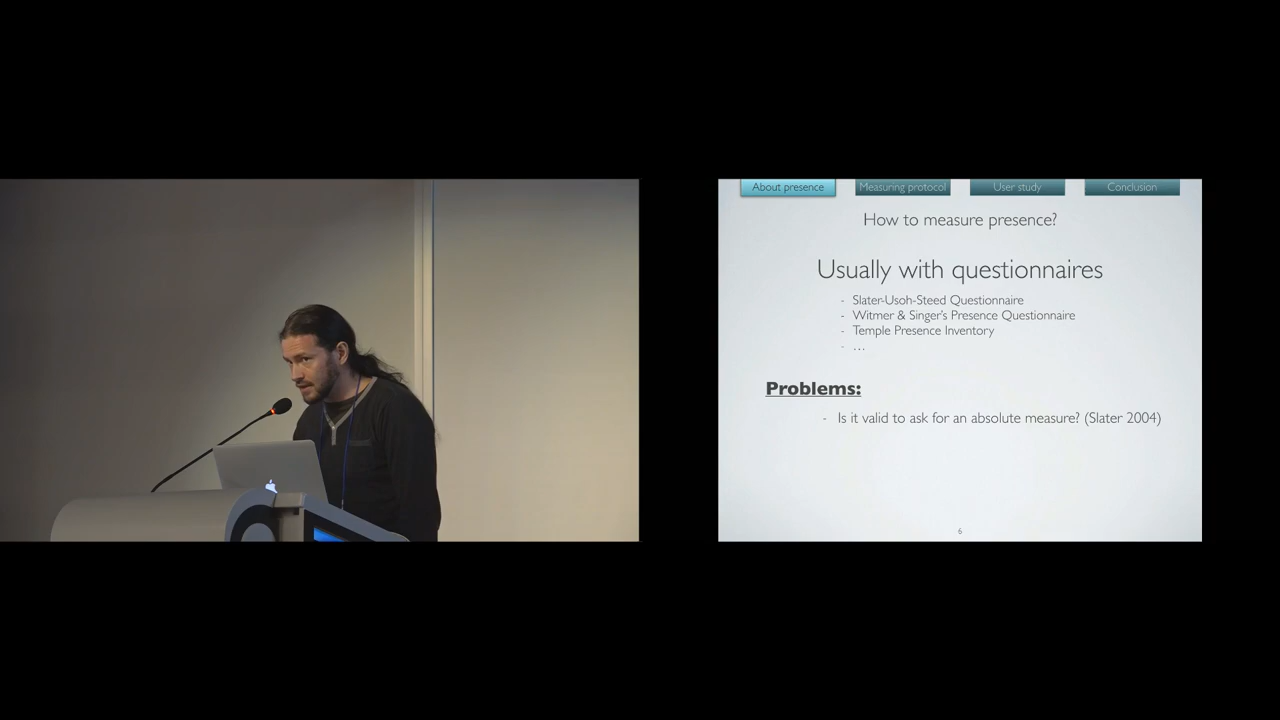 About presence
Measuring protocol
User study
Conclusion
How to measure presence?
Usually with questionnaires
- Slater-Usoh-Steed Questionnaire
- Witmer & Singer's Presence Questionnaire
- Temple Presence Inventory
- …
Problems:
- Is it valid to ask for an absolute measure? (Slater 2004)
6